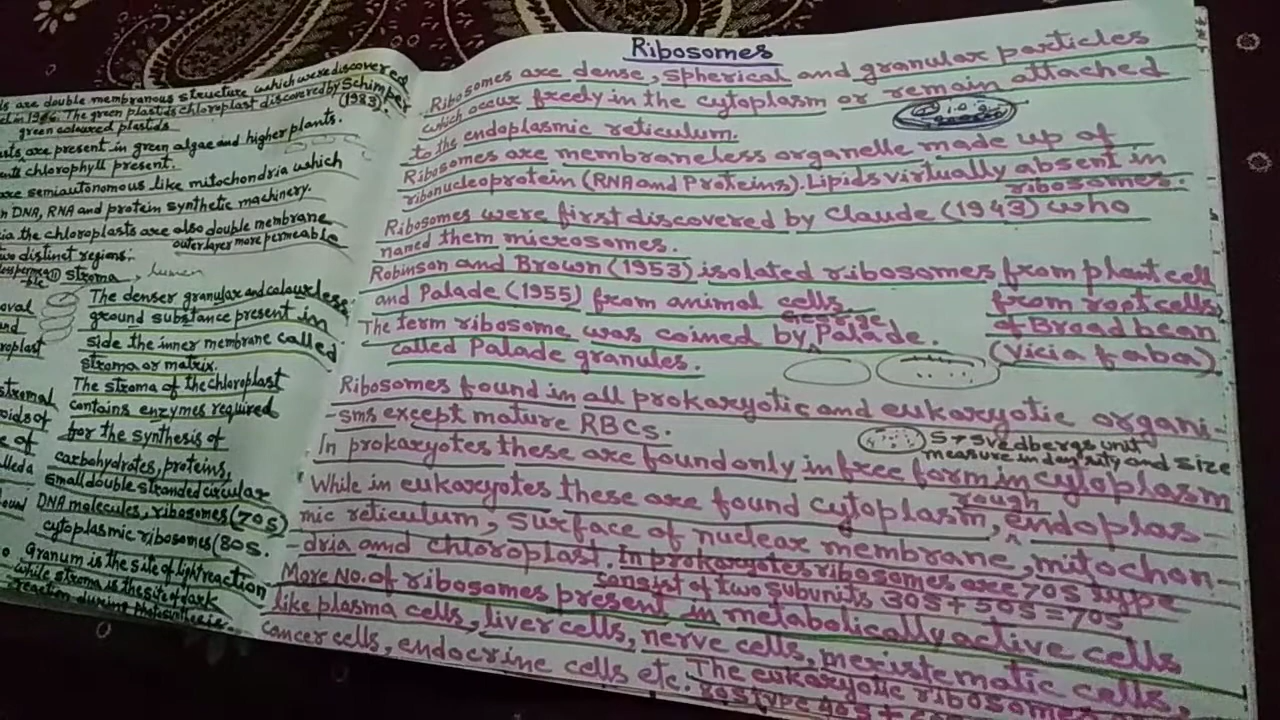 are double membranous structure which were discovered
The green plastids chloroplast discovered by Schimper
(1983).
green coloured plastids
are present in green algae and higher plants.
chlorophyll present.
are semiautonomous like mitochondria which
DNA, RNA and protein synthetic machinery.
the chloroplasts are also double membrane
outer layer more permeable
two distinct regions:
stroma → lumen
oval
The denser granular and colourless
ground substance present in
side the inner membrane called
stroma or matrix.
The stroma of the chloroplast
contains enzymes required
for the synthesis of
carbohydrates, proteins,
small double stranded circular
DNA molecules, ribosomes (70S)
cytoplasmic ribosomes (80S.
Granum is the site of light reaction
while stroma is the site of dark
reaction during photosynthesis.
Ribosomes
Ribosomes are dense, spherical and granular particles
which occur freely in the cytoplasm or remain attached
to the endoplasmic reticulum.
Ribosomes are membraneless organelle made up of
ribonucleoprotein (RNA and Proteins). Lipids virtually absent in
ribosomes.
Ribosomes were first discovered by Claude (1943) who
named them microsomes.
Robinson and Brown (1953) isolated ribosomes from plant cell
and Palade (1955) from animal cells from root cells,
George
The term ribosome was coined by Palade. of Broad bean
called Palade granules. (Vicia faba)
Ribosomes found in all prokaryotic and eukaryotic organi-
-sms except mature RBCs.
S → svedbergs unit
measure in density and size
In prokaryotes these are found only in free form in cytoplasm
While in eukaryotes these are found cytoplasm, rough endoplas-
mic reticulum, surface of nuclear membrane, mitochon-
dria and chloroplast. In prokaryotes ribosomes are 70S type
consist of two subunits 30S + 50S = 70S
More No. of ribosomes present in metabolically active cells
like plasma cells, liver cells, nerve cells, meristematic cells,
cancer cells, endocrine cells etc. The eukaryotic ribosomes
80S type 40S +